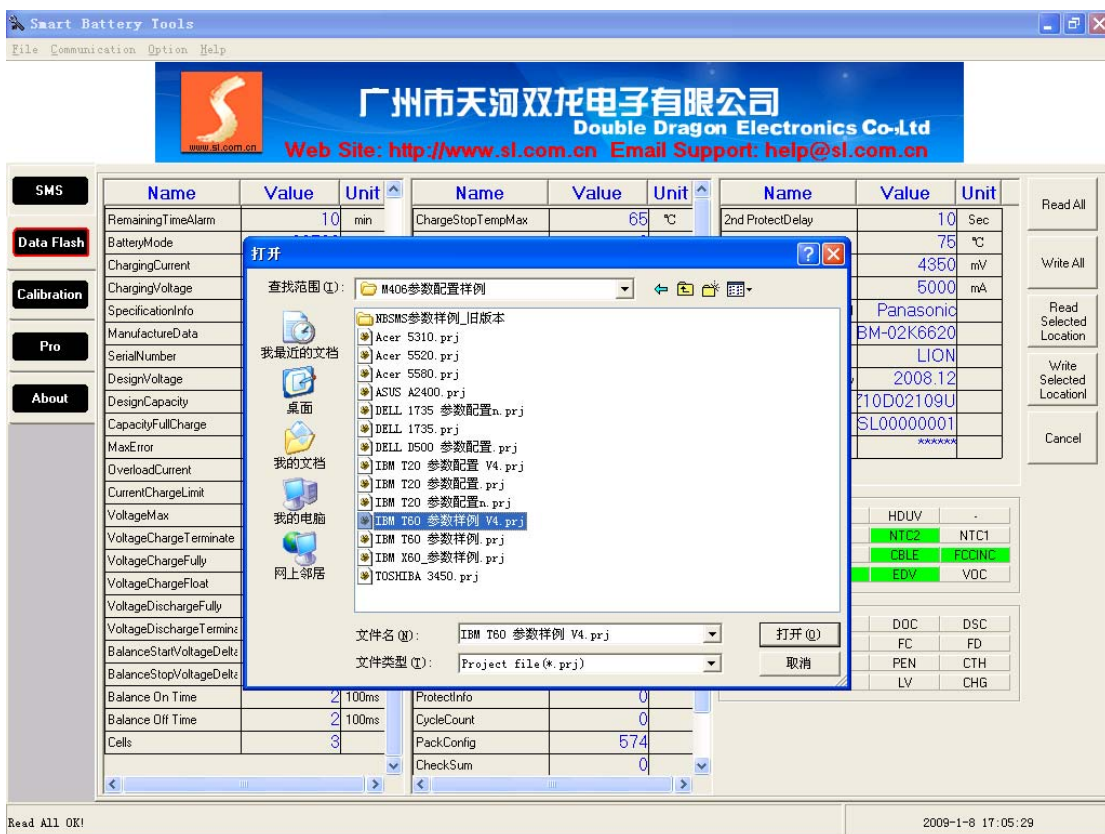 Smart Battery Tools
File Communication Option Help
广州市天河双龙电子有限公司
Double Dragon Electronics Co.,Ltd
www.sl.com.cn
Web Site: http://www.sl.com.cn Email Support: help@sl.com.cn
SMS
Data Flash
Calibration
Pro
About
Name Value Unit
RemainingTimeAlarm 10 min
BatteryMode
ChargingCurrent
ChargingVoltage
SpecificationInfo
ManufactureData
SerialNumber
DesignVoltage
DesignCapacity
CapacityFullCharge
MaxError
OverloadCurrent
CurrentChargeLimit
VoltageMax
VoltageChargeTerminate
VoltageChargeFully
VoltageChargeFloat
VoltageDischargeFully
VoltageDischargeTermina
BalanceStartVoltageDelta
BalanceStopVoltageDelta
Balance On Time 2 100ms
Balance Off Time 2 100ms
Cells 3
Name Value Unit
ChargeStopTempMax 65 ℃
ProtectInfo 0
CycleCount 0
PackConfig 574
CheckSum 0
Name Value Unit
2nd ProtectDelay 10 Sec
75 ℃
4350 mV
5000 mA
Panasonic
BM-02K6620
LION
2008.12
Z10D02109U
SL00000001
******
HDUV -
NTC2 NTC1
CBLE FCCINC
EDV VOC
DOC DSC
FC FD
PEN CTH
LV CHG
Read All
Write All
Read
Selected
Location
Write
Selected
Locationl
Cancel
打开
查找范围(I): M406参数配置样例
我最近的文档
桌面
我的文档
我的电脑
网上邻居
NBSMS参数样例_旧版本
Acer 5310.prj
Acer 5520.prj
Acer 5580.prj
ASUS A2400.prj
DELL 1735 参数配置n.prj
DELL 1735.prj
DELL D500 参数配置.prj
IBM T20 参数配置 V4.prj
IBM T20 参数配置.prj
IBM T20 参数配置n.prj
IBM T60 参数样例 V4.prj
IBM T60 参数样例.prj
IBM X60_参数样例.prj
TOSHIBA 3450.prj
文件名(N): IBM T60 参数样例 V4.prj 打开(O)
文件类型(T): Project file(*.prj) 取消
Read All OK! 2009-1-8 17:05:29